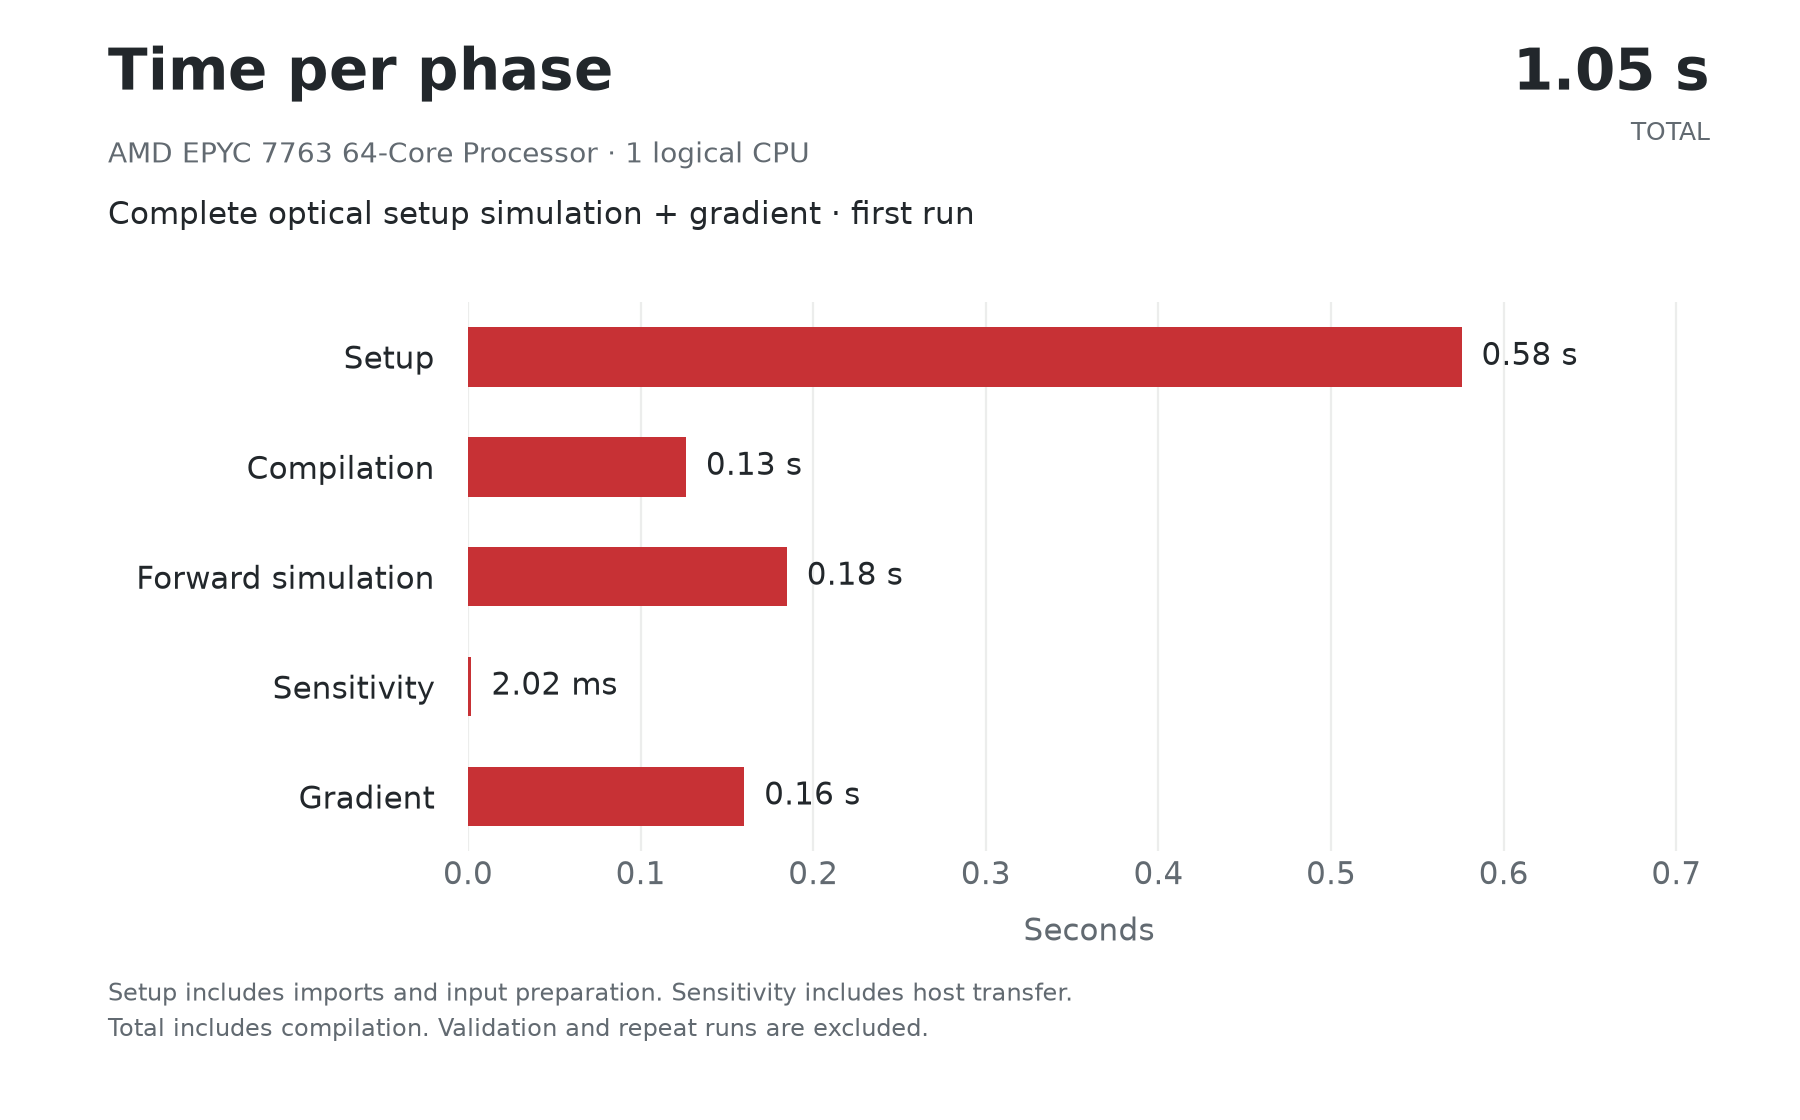 Time per phase
1.05 s
TOTAL
AMD EPYC 7763 64-Core Processor · 1 logical CPU
Complete optical setup simulation + gradient · first run
Setup
0.58 s
Compilation
0.13 s
Forward simulation
0.18 s
Sensitivity
2.02 ms
Gradient
0.16 s
0.0 0.1 0.2 0.3 0.4 0.5 0.6 0.7
Seconds
Setup includes imports and input preparation. Sensitivity includes host transfer.
Total includes compilation. Validation and repeat runs are excluded.